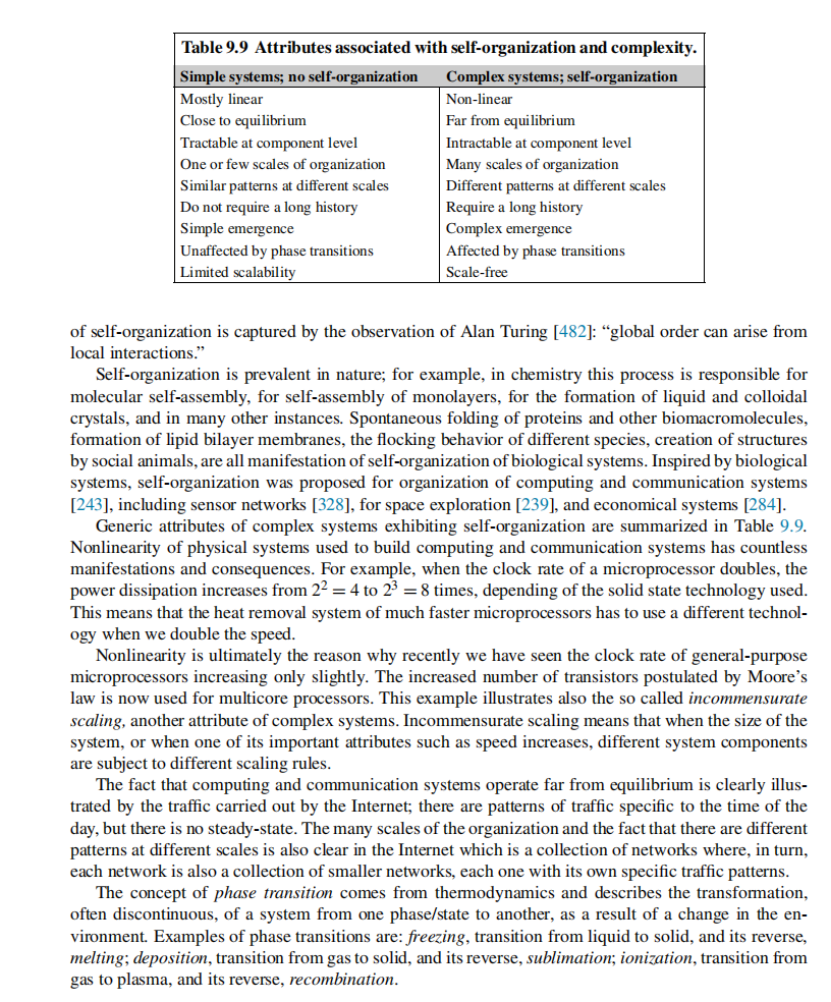 Table 9.9 Attributes associated with self-organization and complexity.
Simple systems; no self-organization Complex systems; self-organization
Mostly linear Non-linear
Close to equilibrium Far from equilibrium
Tractable at component level Intractable at component level
One or few scales of organization Many scales of organization
Similar patterns at different scales Different patterns at different scales
Do not require a long history Require a long history
Simple emergence Complex emergence
Unaffected by phase transitions Affected by phase transitions
Limited scalability Scale-free
of self-organization is captured by the observation of Alan Turing [482]: “global order can arise from
local interactions.”
Self-organization is prevalent in nature; for example, in chemistry this process is responsible for
molecular self-assembly, for self-assembly of monolayers, for the formation of liquid and colloidal
crystals, and in many other instances. Spontaneous folding of proteins and other biomacromolecules,
formation of lipid bilayer membranes, the flocking behavior of different species, creation of structures
by social animals, are all manifestation of self-organization of biological systems. Inspired by biological
systems, self-organization was proposed for organization of computing and communication systems
[243], including sensor networks [328], for space exploration [239], and economical systems [284].
Generic attributes of complex systems exhibiting self-organization are summarized in Table 9.9.
Nonlinearity of physical systems used to build computing and communication systems has countless
manifestations and consequences. For example, when the clock rate of a microprocessor doubles, the
power dissipation increases from 2² = 4 to 2³ = 8 times, depending of the solid state technology used.
This means that the heat removal system of much faster microprocessors has to use a different technol-
ogy when we double the speed.
Nonlinearity is ultimately the reason why recently we have seen the clock rate of general-purpose
microprocessors increasing only slightly. The increased number of transistors postulated by Moore’s
law is now used for multicore processors. This example illustrates also the so called incommensurate
scaling, another attribute of complex systems. Incommensurate scaling means that when the size of the
system, or when one of its important attributes such as speed increases, different system components
are subject to different scaling rules.
The fact that computing and communication systems operate far from equilibrium is clearly illus-
trated by the traffic carried out by the Internet; there are patterns of traffic specific to the time of the
day, but there is no steady-state. The many scales of the organization and the fact that there are different
patterns at different scales is also clear in the Internet which is a collection of networks where, in turn,
each network is also a collection of smaller networks, each one with its own specific traffic patterns.
The concept of phase transition comes from thermodynamics and describes the transformation,
often discontinuous, of a system from one phase/state to another, as a result of a change in the en-
vironment. Examples of phase transitions are: freezing, transition from liquid to solid, and its reverse,
melting; deposition, transition from gas to solid, and its reverse, sublimation; ionization, transition from
gas to plasma, and its reverse, recombination.